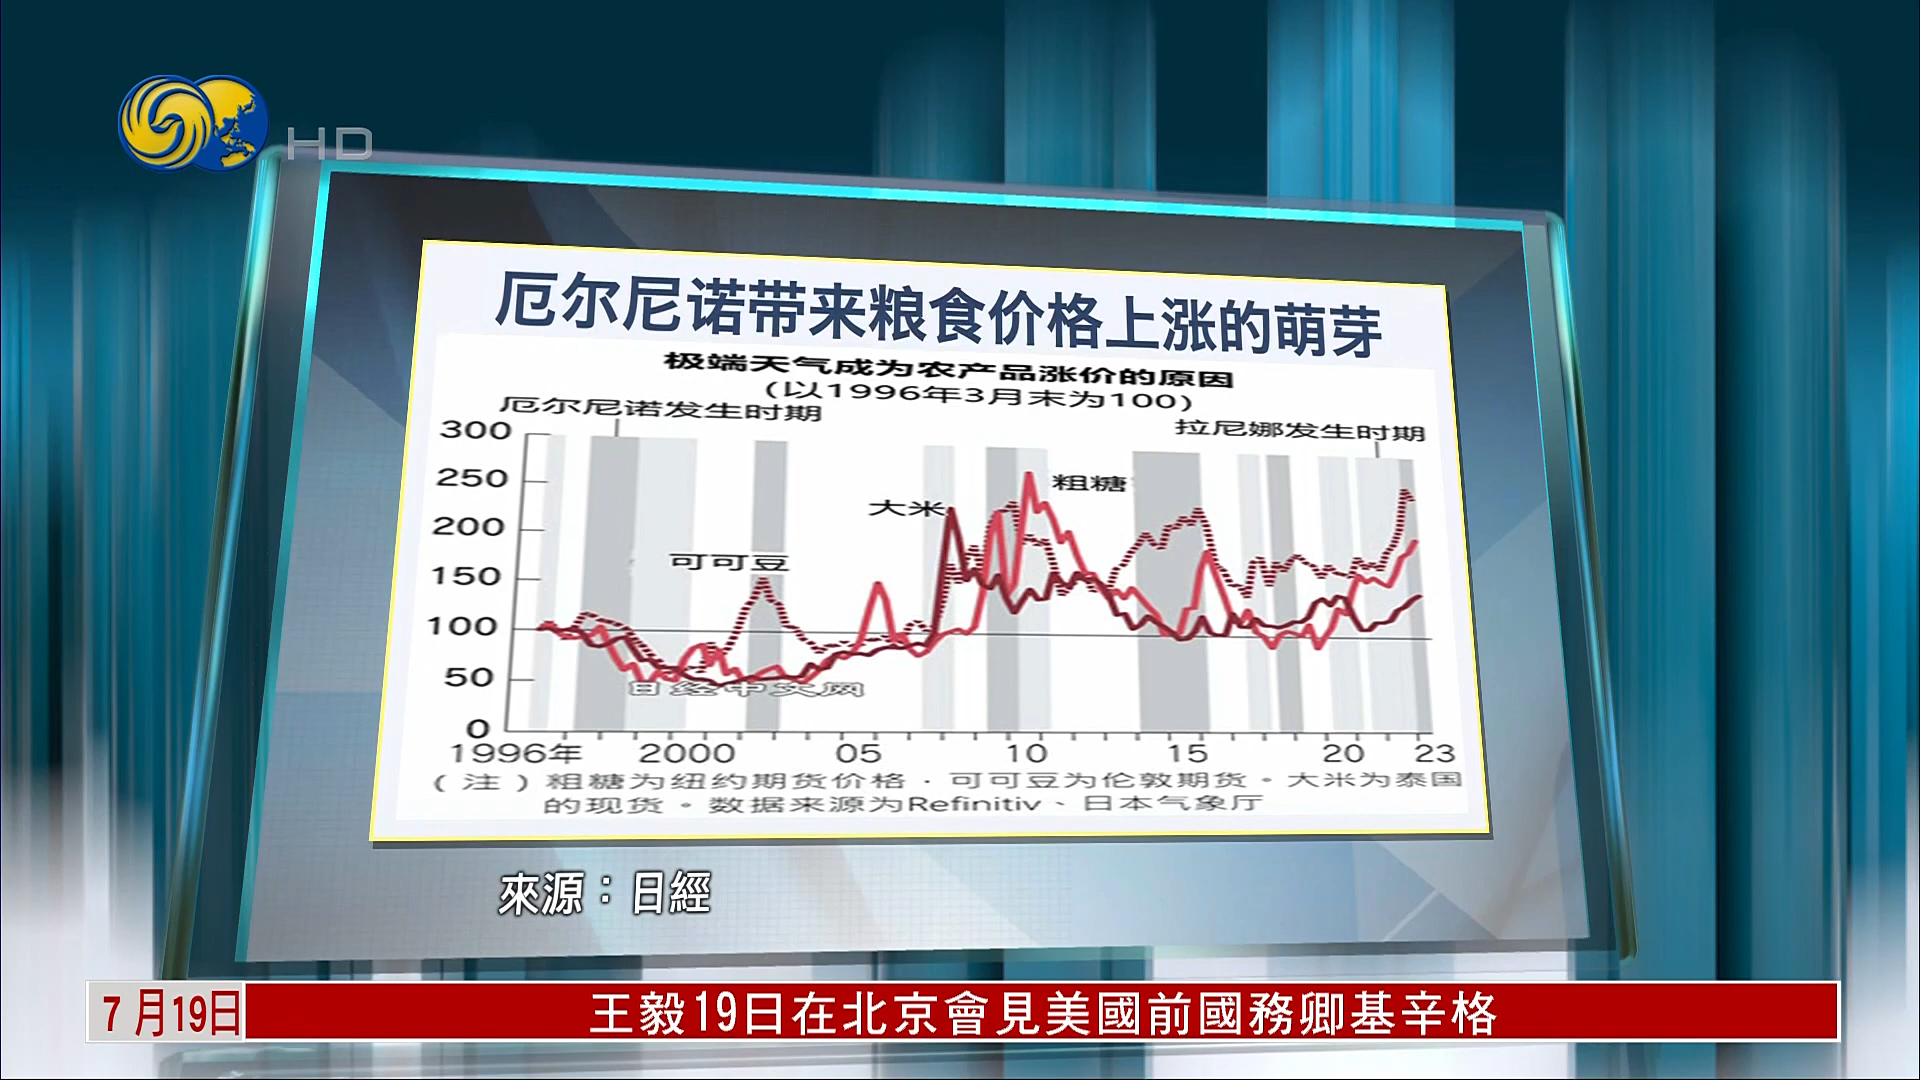 HD
厄尔尼诺带来粮食价格上涨的萌芽
极端天气成为农产品涨价的原因
(以1996年3月末为100)
厄尔尼诺发生时期
拉尼娜发生时期
300
250
200
150
100
50
0
粗糖
大米
可可豆
日经中文网
1996年 2000 05 10 15 20 23
(注)粗糖为纽约期货价格·可可豆为伦敦期货。大米为泰国
的现货。数据来源为Refinitiv、日本气象厅
來源：日經
7月19日
王毅19日在北京會見美國前國務卿基辛格